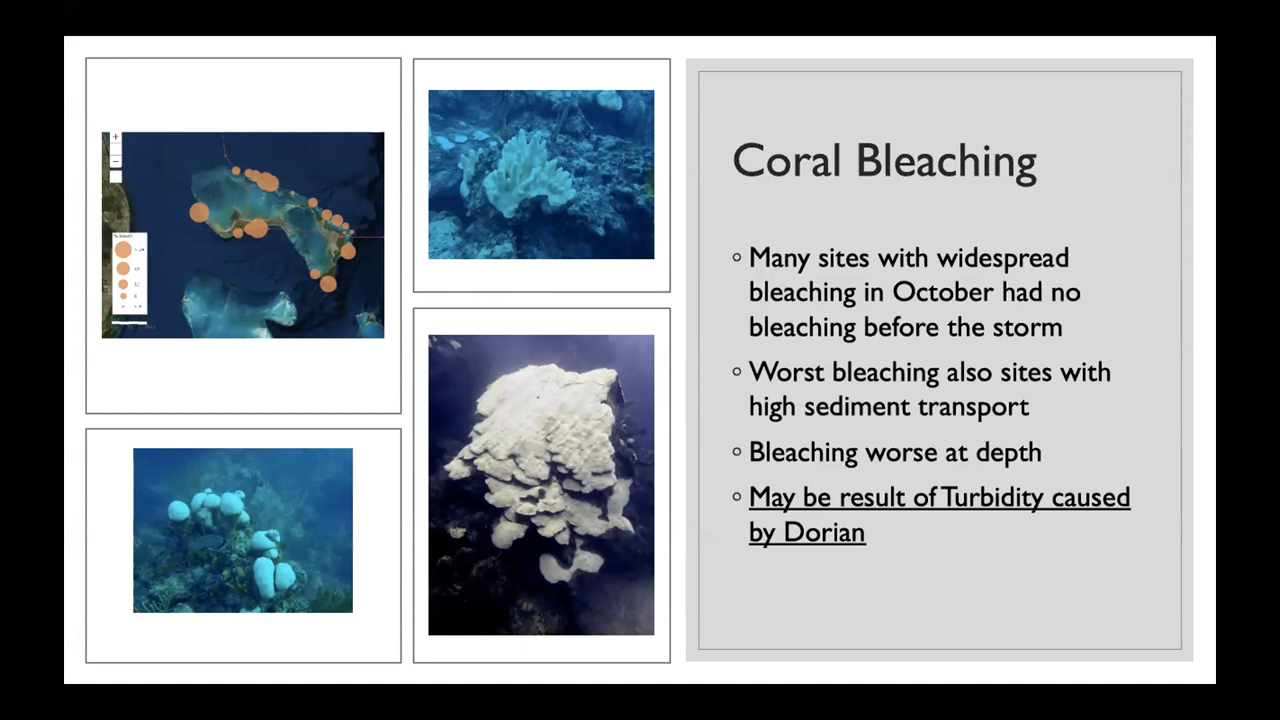 Coral Bleaching
◦ Many sites with widespread
bleaching in October had no
bleaching before the storm
◦ Worst bleaching also sites with
high sediment transport
◦ Bleaching worse at depth
◦ May be result of Turbidity caused
by Dorian